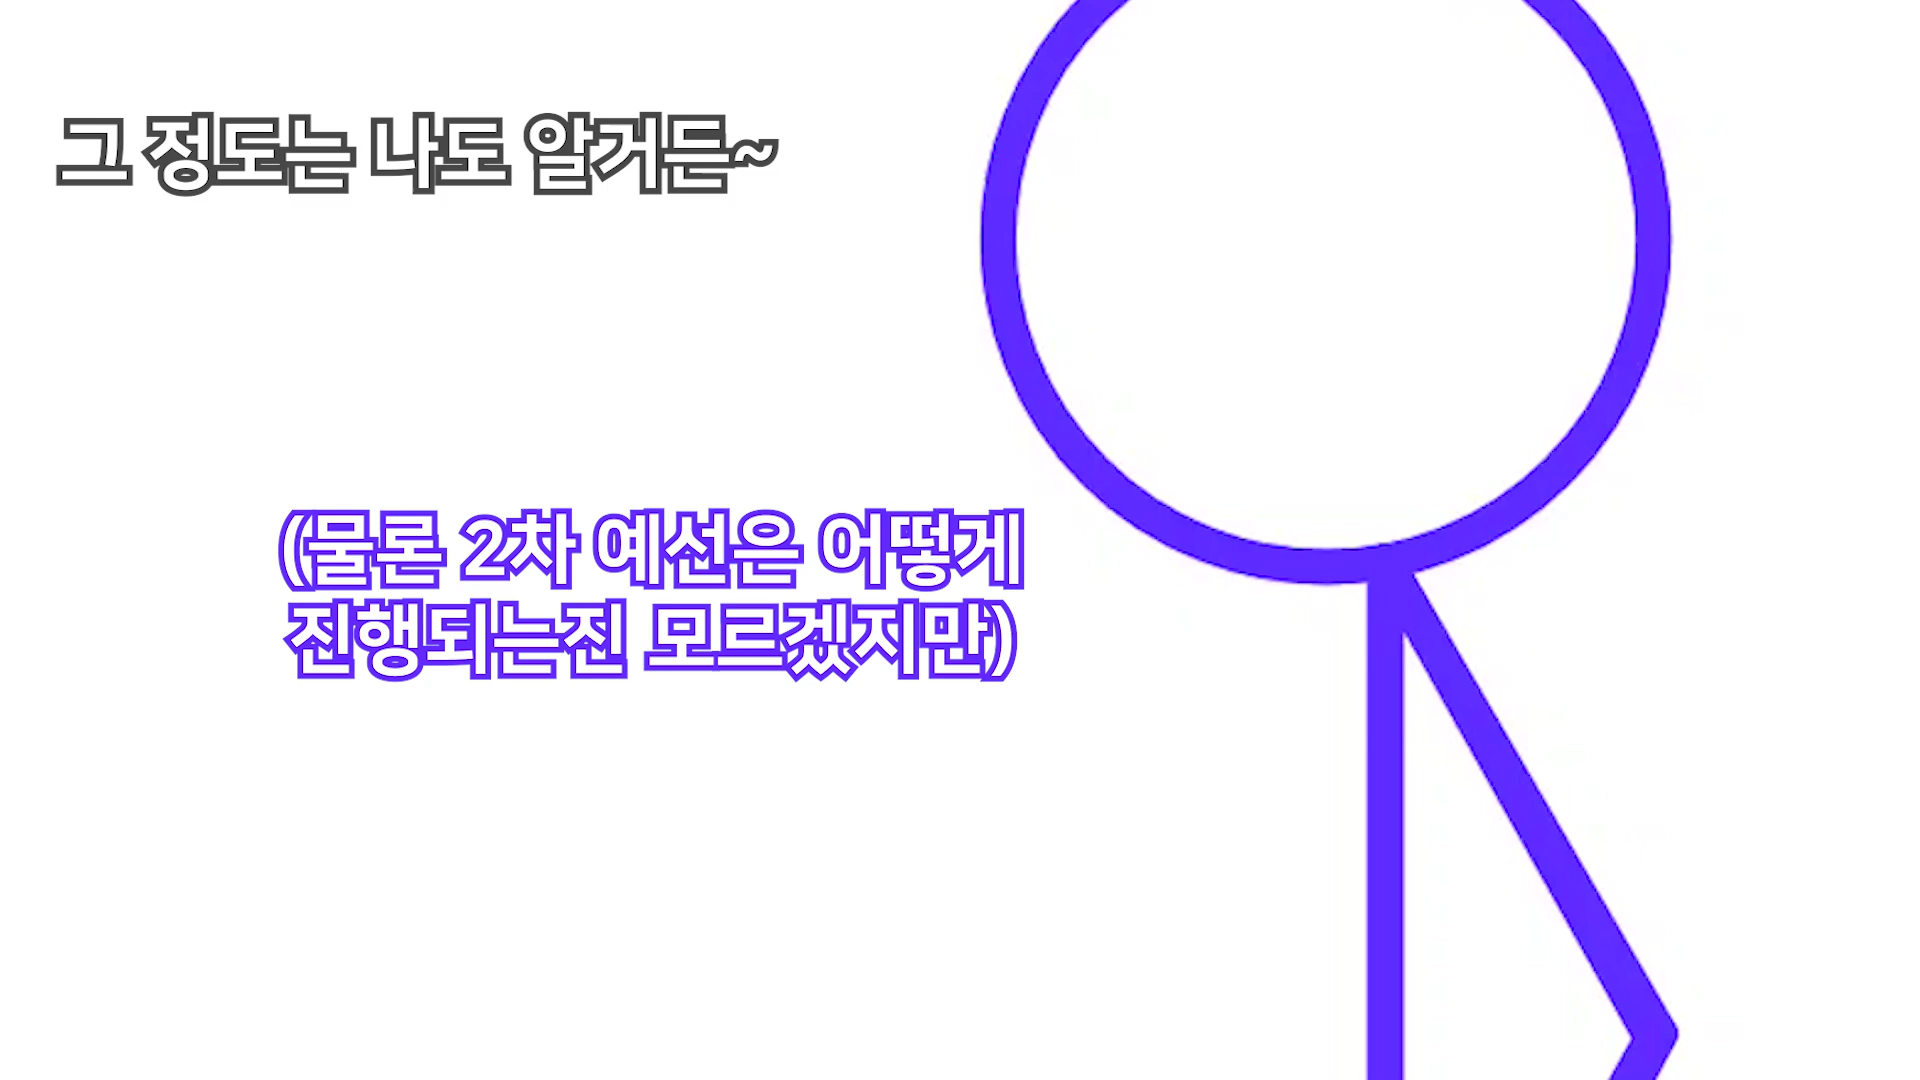 그 정도는 나도 알거든~
(물론 2차 예선은 어떻게
진행되는진 모르겠지만)